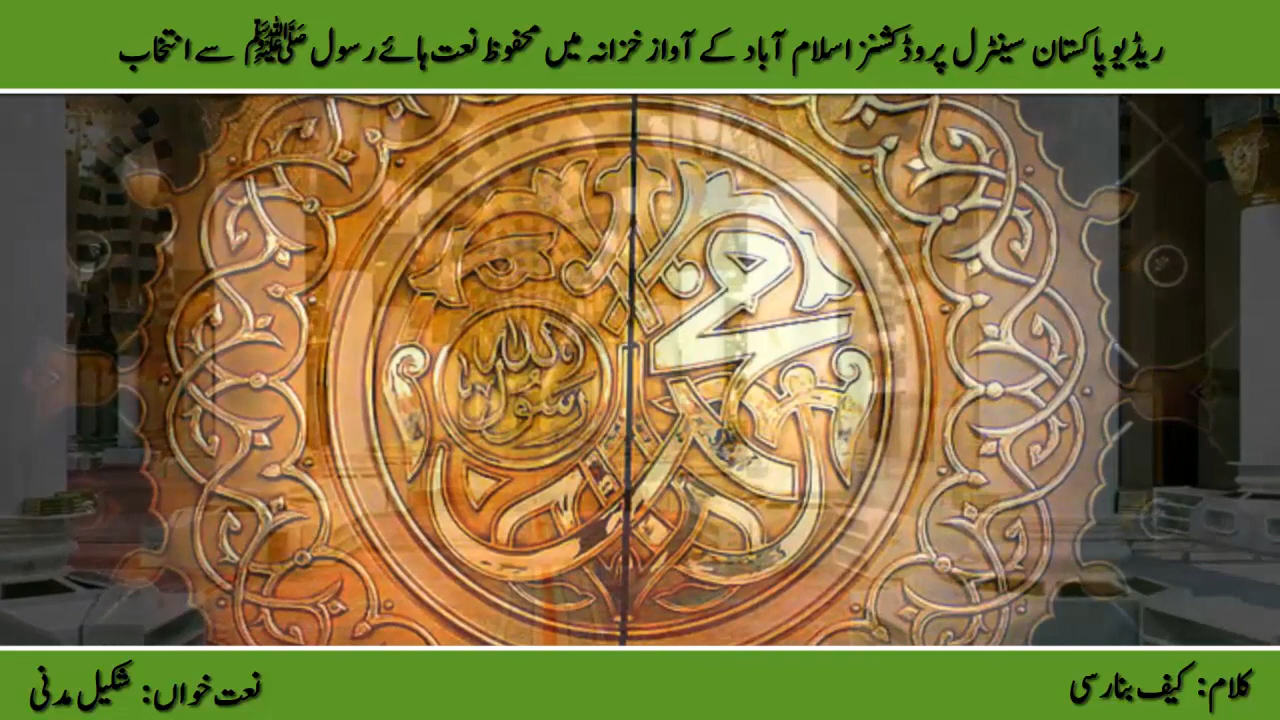 ریڈیو پاکستان سینٹرل پروڈکشنز اسلام آباد کے آواز خزانہ میں محفوظ نعت ہائے رسول ﷺ سے انتخاب
محمد
رسول الله
کلام: کیف بنارسی
نعت خواں: شکیل مدنی